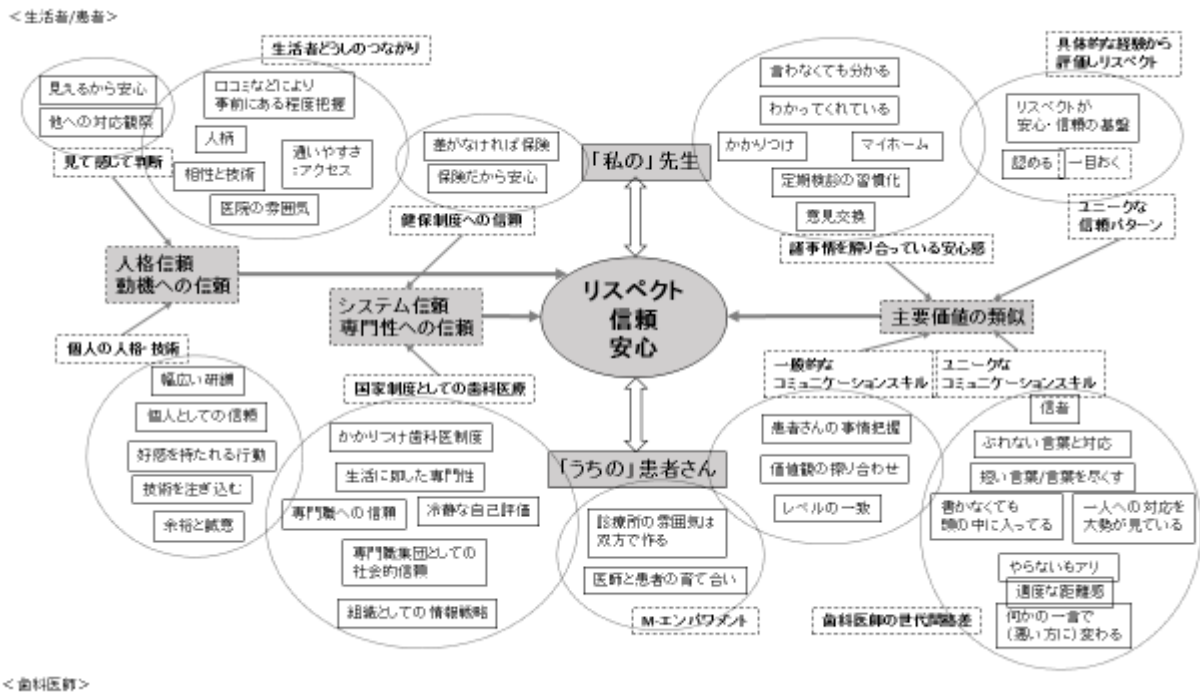 ＜生活者/患者＞
生活者どうしのつながり
見えるから安心
他への対応観察
見て感じて判断
口コミなどにより
事前にある程度把握
人柄
通いやすさ
:アクセス
相性と技術
医院の雰囲気
差がなければ保険
保険だから安心
健保制度への信頼
「私の」先生
言わなくても分かる
わかってくれている
かかりつけ
マイホーム
定期検診の習慣化
意見交換
諸事情を解り合っている安心感
具体的な経験から
評価しリスペクト
リスペクトが
安心・信頼の基盤
認める
一目おく
ユニークな
信頼パターン
人格信頼
動機への信頼
システム信頼
専門性への信頼
リスペクト
信頼
安心
主要価値の類似
個人の人格・技術
幅広い研鑽
個人としての信頼
好感を持たれる行動
技術を注ぎ込む
余裕と誠意
国家制度としての歯科医療
かかりつけ歯科医制度
生活に即した専門性
専門職への信頼
冷静な自己評価
専門職集団としての
社会的信頼
組織としての情報戦略
「うちの」患者さん
診療所の雰囲気は
双方で作る
医師と患者の育て合い
M-エンパワメント
一般的な
コミュニケーションスキル
患者さんの事情把握
価値観の擦り合わせ
レベルの一致
歯科医師の世代間格差
ユニークな
コミュニケーションスキル
信者
ぶれない言葉と対応
短い言葉/言葉を尽くす
書かなくても
頭の中に入ってる
一人への対応を
大勢が見ている
やらないもアリ
適度な距離感
何かの一言で
(悪い方に)変わる
＜歯科医師＞